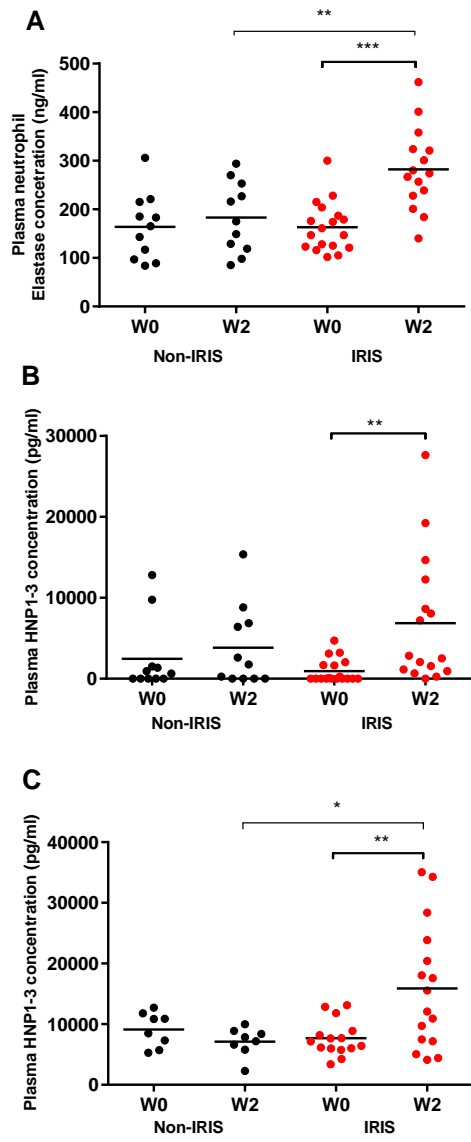 A
**
***
Plasma neutrophil
Elastase concetration (ng/ml)
500
400
300
200
100
0
W0 W2 W0 W2
Non-IRIS IRIS
B
**
Plasma HNP1-3 concentration (pg/ml)
30000
20000
10000
0
W0 W2 W0 W2
Non-IRIS IRIS
C
*
**
Plasma HNP1-3 concentration (pg/ml)
40000
30000
20000
10000
0
W0 W2 W0 W2
Non-IRIS IRIS